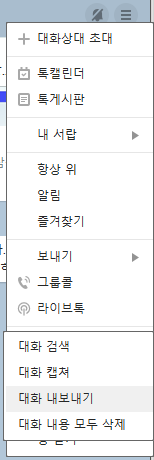 대화상대 초대
톡캘린더
톡게시판
내 서랍
항상 위
알림
즐겨찾기
보내기
그룹콜
라이브톡
대화 검색
대화 캡쳐
대화 내보내기
대화 내용 모두 삭제